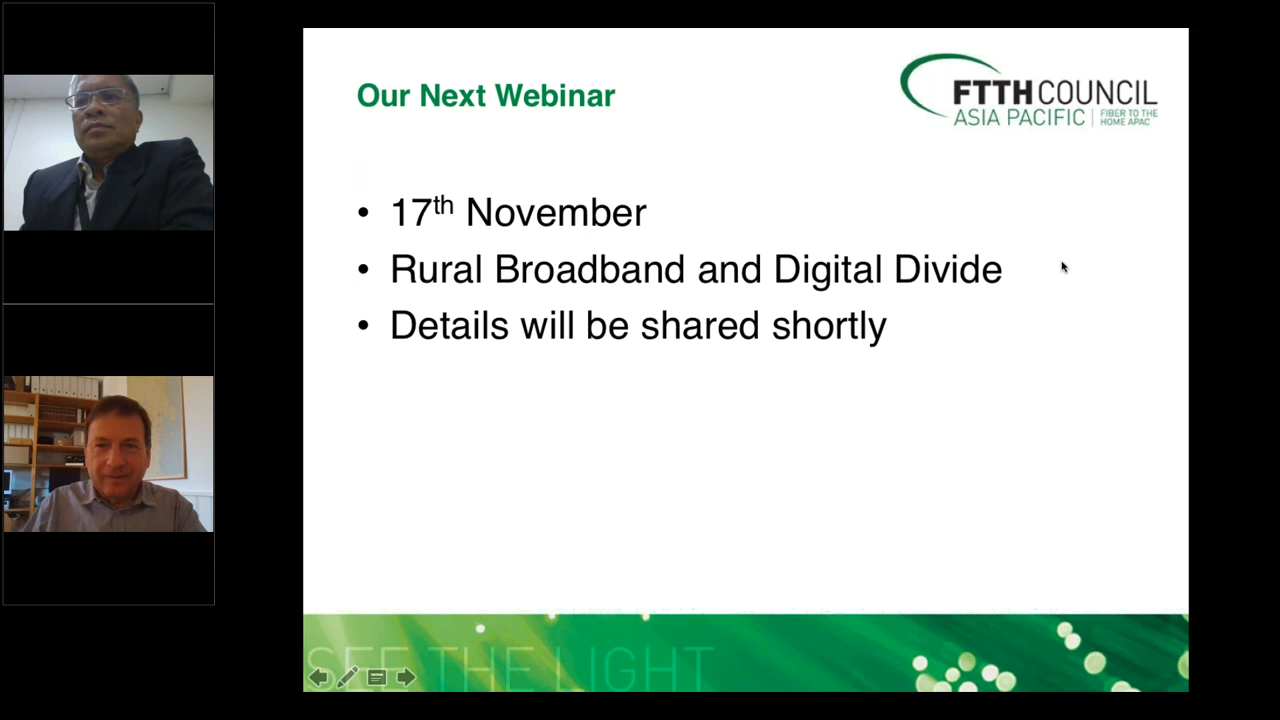 Our Next Webinar
FTTH COUNCIL
ASIA PACIFIC | FIBER TO THE HOME APAC
• 17th November
• Rural Broadband and Digital Divide
• Details will be shared shortly
SEE THE LIGHT